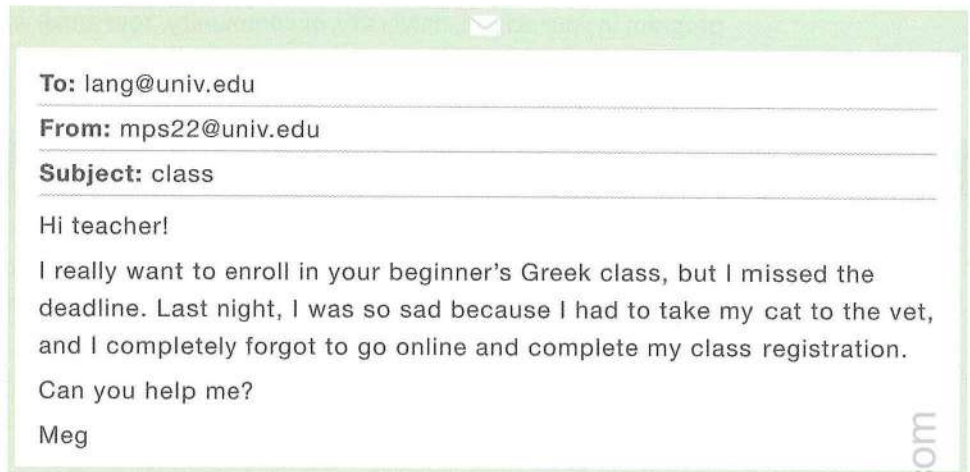 To: lang@univ.edu
From: mps22@univ.edu
Subject: class
Hi teacher!
I really want to enroll in your beginner's Greek class, but I missed the
deadline. Last night, I was so sad because I had to take my cat to the vet,
and I completely forgot to go online and complete my class registration.
Can you help me?
Meg
om